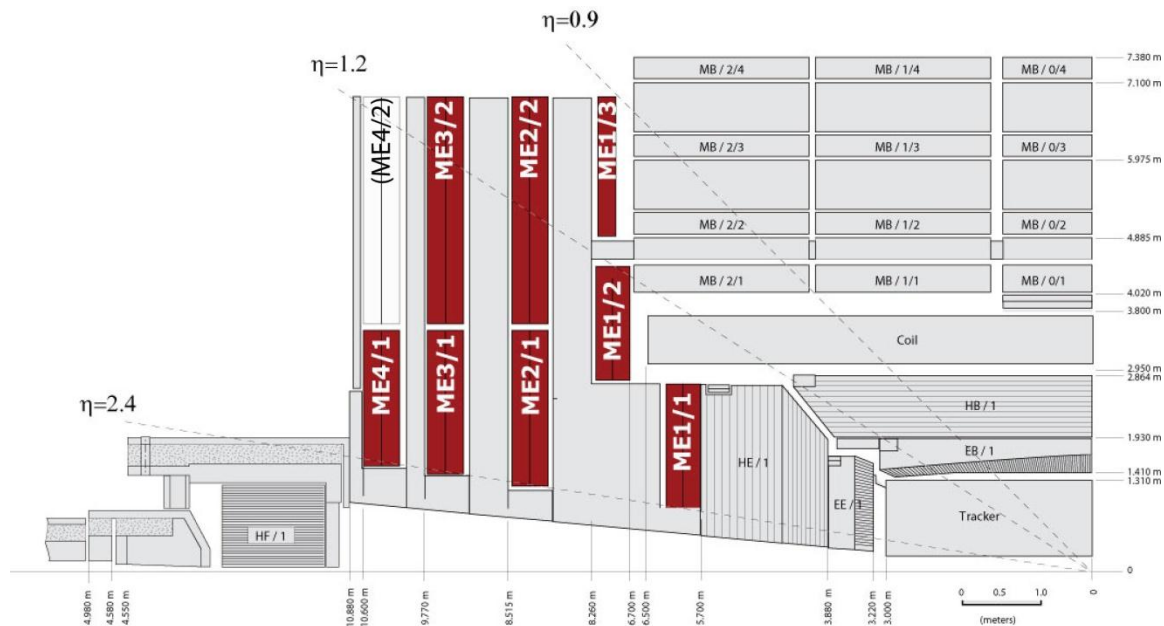 η=0.9
η=1.2
η=2.4
(ME4/2)
ME3/2
ME2/2
ME1/3
ME4/1
ME3/1
ME2/1
ME1/2
ME1/1
MB / 2/4
MB / 1/4
MB / 0/4
MB / 2/3
MB / 1/3
MB / 0/3
MB / 2/2
MB / 1/2
MB / 0/2
MB / 2/1
MB / 1/1
MB / 0/1
Coil
HB / 1
HE / 1
EB / 1
EE / 1
Tracker
HF / 1
7.380 m
7.100 m
5.975 m
4.885 m
4.020 m
3.800 m
2.950 m
2.864 m
1.930 m
1.410 m
1.310 m
0
4.980 m
4.580 m
4.550 m
10.880 m
10.600 m
9.770 m
8.515 m
8.260 m
6.700 m
6.500 m
5.700 m
3.880 m
3.220 m
3.000 m
0
0 0.5 1.0
(meters)